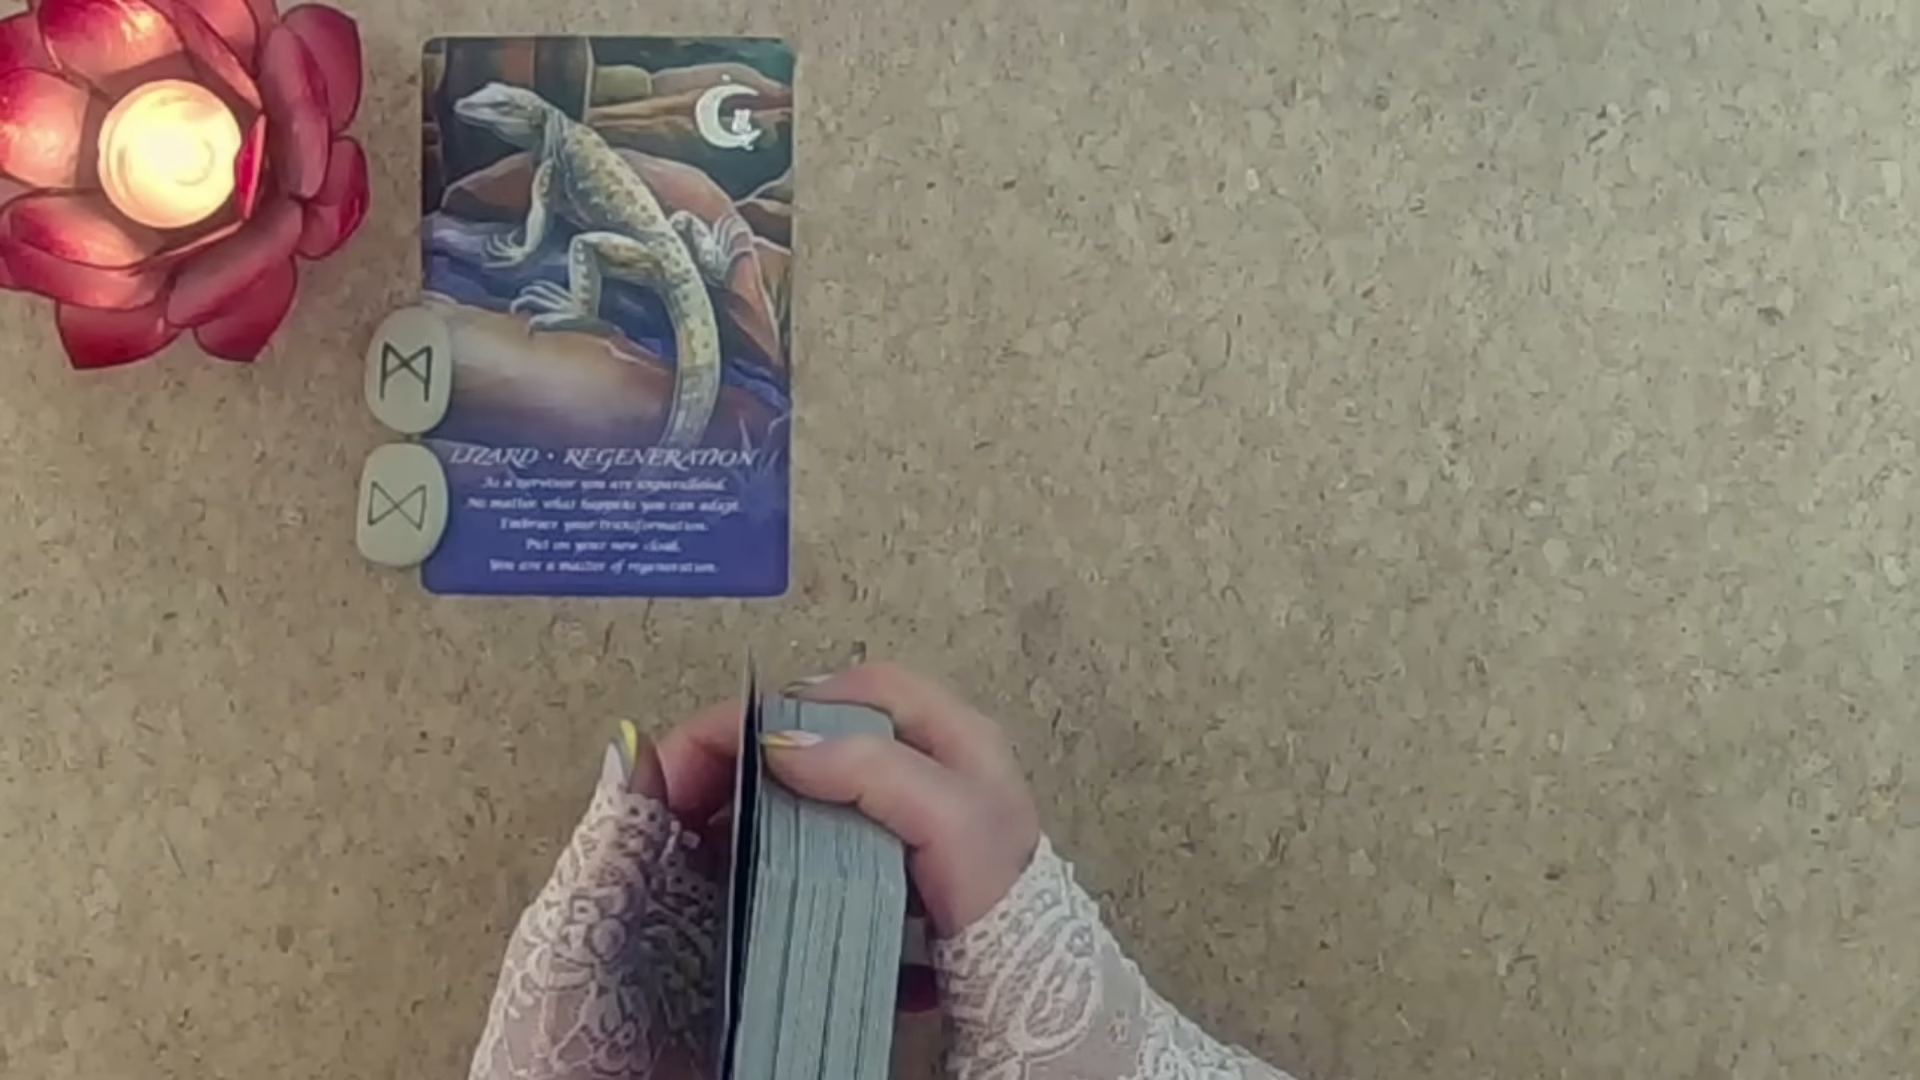 LIZARD • REGENERATION
As a survivor you are unparalleled.
No matter what happens you can adapt.
Embrace your transformation.
Put on your new cloak.
You are a master of regeneration.
ᛗ
ᛞ